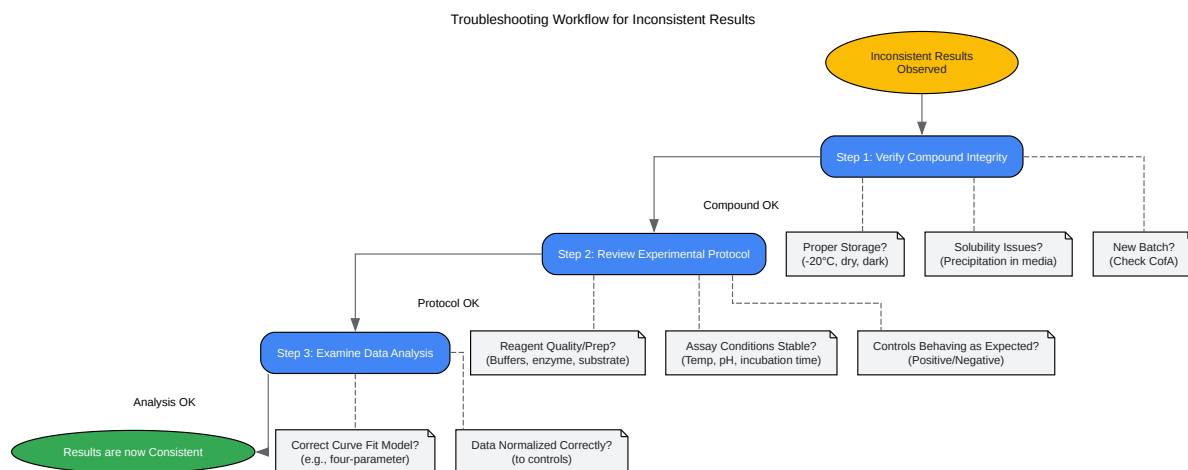 Troubleshooting Workflow for Inconsistent Results
Inconsistent Results
Observed
Step 1: Verify Compound Integrity
Compound OK
Proper Storage?
(-20°C, dry, dark)
Solubility Issues?
(Precipitation in media)
New Batch?
(Check CofA)
Step 2: Review Experimental Protocol
Protocol OK
Reagent Quality/Prep?
(Buffers, enzyme, substrate)
Assay Conditions Stable?
(Temp, pH, incubation time)
Controls Behaving as Expected?
(Positive/Negative)
Step 3: Examine Data Analysis
Analysis OK
Correct Curve Fit Model?
(e.g., four-parameter)
Data Normalized Correctly?
(to controls)
Results are now Consistent